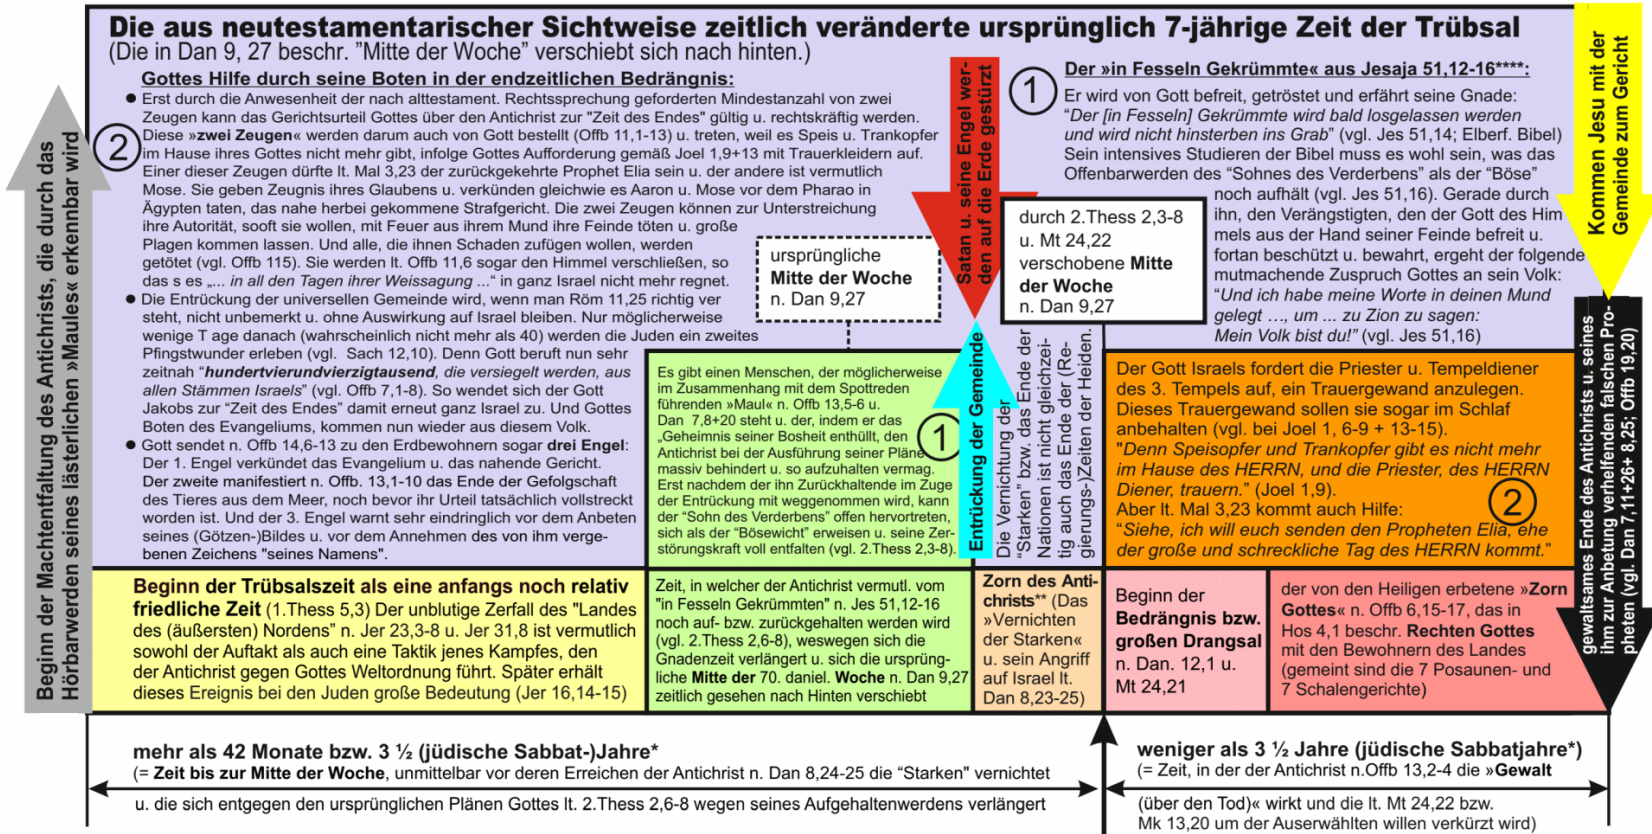 Die aus neutestamentarischer Sichtweise zeitlich veränderte ursprünglich 7-jährige Zeit der Trübsal
(Die in Dan 9, 27 beschr. ”Mitte der Woche” verschiebt sich nach hinten.)
Beginn der Machtentfaltung des Antichrists, die durch das
Hörbarwerden seines lästerlichen »Maules« erkennbar wird
Gottes Hilfe durch seine Boten in der endzeitlichen Bedrängnis:
2
● Erst durch die Anwesenheit der nach alttestament. Rechtssprechung geforderten Mindestanzahl von zwei
Zeugen kann das Gerichtsurteil Gottes über den Antichrist zur "Zeit des Endes" gültig u. rechtskräftig werden.
Diese »zwei Zeugen« werden darum auch von Gott bestellt (Offb 11,1-13) u. treten, weil es Speis u. Trankopfer
im Hause ihres Gottes nicht mehr gibt, infolge Gottes Aufforderung gemäß Joel 1,9+13 mit Trauerkleidern auf.
Einer dieser Zeugen dürfte lt. Mal 3,23 der zurückgekehrte Prophet Elia sein u. der andere ist vermutlich
Mose. Sie geben Zeugnis ihres Glaubens u. verkünden gleichwie es Aaron u. Mose vor dem Pharao in
Ägypten taten, das nahe herbei gekommene Strafgericht. Die zwei Zeugen können zur Unterstreichung
ihre Autorität, sooft sie wollen, mit Feuer aus ihrem Mund ihre Feinde töten u. große
Plagen kommen lassen. Und alle, die ihnen Schaden zufügen wollen, werden
getötet (vgl. Offb 115). Sie werden lt. Offb 11,6 sogar den Himmel verschließen, so
das s es „... in all den Tagen ihrer Weissagung ...“ in ganz Israel nicht mehr regnet.
● Die Entrückung der universellen Gemeinde wird, wenn man Röm 11,25 richtig ver
steht, nicht unbemerkt u. ohne Auswirkung auf Israel bleiben. Nur möglicherweise
wenige T age danach (wahrscheinlich nicht mehr als 40) werden die Juden ein zweites
Pfingstwunder erleben (vgl. Sach 12,10). Denn Gott beruft nun sehr
zeitnah “hundertvierundvierzigtausend, die versiegelt werden, aus
allen Stämmen Israels” (vgl. Offb 7,1-8). So wendet sich der Gott
Jakobs zur “Zeit des Endes” damit erneut ganz Israel zu. Und Gottes
Boten des Evangeliums, kommen nun wieder aus diesem Volk.
● Gott sendet n. Offb 14,6-13 zu den Erdbewohnern sogar drei Engel:
Der 1. Engel verkündet das Evangelium u. das nahende Gericht.
Der zweite manifestiert n. Offb. 13,1-10 das Ende der Gefolgschaft
des Tieres aus dem Meer, noch bevor ihr Urteil tatsächlich vollstreckt
worden ist. Und der 3. Engel warnt sehr eindringlich vor dem Anbeten
seines (Götzen-)Bildes u. vor dem Annehmen des von ihm verge-
benen Zeichens "seines Namens".
ursprüngliche
Mitte der Woche
n. Dan 9,27
Satan u. seine Engel wer-
den auf die Erde gestürzt
1
Der »in Fesseln Gekrümmte« aus Jesaja 51,12-16****:
Er wird von Gott befreit, getröstet und erfährt seine Gnade:
“Der [in Fesseln] Gekrümmte wird bald losgelassen werden
und wird nicht hinsterben ins Grab” (vgl. Jes 51,14; Elberf. Bibel)
Sein intensives Studieren der Bibel muss es wohl sein, was das
Offenbarwerden des “Sohnes des Verderbens” als der “Böse”
noch aufhält (vgl. Jes 51,16). Gerade durch
ihn, den Verängstigten, den der Gott des Him
mels aus der Hand seiner Feinde befreit u.
fortan beschützt u. bewahrt, ergeht der folgende
mutmachende Zuspruch Gottes an sein Volk:
“Und ich habe meine Worte in deinen Mund
gelegt …, um ... zu Zion zu sagen:
Mein Volk bist du!” (vgl. Jes 51,16)
durch 2.Thess 2,3-8
u. Mt 24,22
verschobene Mitte
der Woche
n. Dan 9,27
Kommen Jesu mit der
Gemeinde zum Gericht
Es gibt einen Menschen, der möglicherweise
im Zusammenhang mit dem Spottreden
führenden »Maul« n. Offb 13,5-6 u.
Dan 7,8+20 steht u. der, indem er das
„Geheimnis seiner Bosheit enthüllt, den
Antichrist bei der Ausführung seiner Pläne
massiv behindert u. so aufzuhalten vermag.
Erst nachdem der ihn Zurückhaltende im Zuge
der Entrückung mit weggenommen wird, kann
der "Sohn des Verderbens" offen hervortreten,
sich als der "Bösewicht" erweisen u. seine Zer-
störungskraft voll entfalten (vgl. 2.Thess 2,3-8).
1
Entrückung der Gemeinde
Die Vernichtung der
“Starken” bzw. das Ende der
Nationen ist nicht gleichzei-
tig auch das Ende der (Re-
gierungs-)Zeiten der Heiden.
Der Gott Israels fordert die Priester u. Tempeldiener
des 3. Tempels auf, ein Trauergewand anzulegen.
Dieses Trauergewand sollen sie sogar im Schlaf
anbehalten (vgl. bei Joel 1, 6-9 + 13-15).
"Denn Speisopfer und Trankopfer gibt es nicht mehr
im Hause des HERRN, und die Priester, des HERRN
Diener, trauern.” (Joel 1,9).
Aber lt. Mal 3,23 kommt auch Hilfe:
“Siehe, ich will euch senden den Propheten Elia, ehe
der große und schreckliche Tag des HERRN kommt.”
2
gewaltsames Ende des Antichrists u. seines
ihm zur Anbetung verhelfenden falschen Pro-
pheten (vgl. Dan 7,11+26+ 8,25; Offb 19,20)
Beginn der Trübsalszeit als eine anfangs noch relativ
friedliche Zeit (1.Thess 5,3) Der unblutige Zerfall des "Landes
des (äußersten) Nordens” n. Jer 23,3-8 u. Jer 31,8 ist vermutlich
sowohl der Auftakt als auch eine Taktik jenes Kampfes, den
der Antichrist gegen Gottes Weltordnung führt. Später erhält
dieses Ereignis bei den Juden große Bedeutung (Jer 16,14-15)
Zeit, in welcher der Antichrist vermutl. vom
"in Fesseln Gekrümmten" n. Jes 51,12-16
noch auf- bzw. zurückgehalten werden wird
(vgl. 2.Thess 2,6-8), weswegen sich die
Gnadenzeit verlängert u. sich die ursprüng-
liche Mitte der 70. daniel. Woche n. Dan 9,27
zeitlich gesehen nach Hinten verschiebt
Zorn des Anti-
christs** (Das
»Vernichten
der Starken«
u. sein Angriff
auf Israel lt.
Dan 8,23-25)
Beginn der
Bedrängnis bzw.
großen Drangsal
n. Dan. 12,1 u.
Mt 24,21
der von den Heiligen erbetene »Zorn
Gottes« n. Offb 6,15-17, das in
Hos 4,1 beschr. Rechten Gottes
mit den Bewohnern des Landes
(gemeint sind die 7 Posaunen- und
7 Schalengerichte)
mehr als 42 Monate bzw. 3 ½ (jüdische Sabbat-)Jahre*
(= Zeit bis zur Mitte der Woche, unmittelbar vor deren Erreichen der Antichrist n. Dan 8,24-25 die “Starken" vernichtet
u. die sich entgegen den ursprünglichen Plänen Gottes lt. 2.Thess 2,6-8 wegen seines Aufgehaltenwerdens verlängert
weniger als 3 ½ Jahre (jüdische Sabbatjahre*)
(= Zeit, in der der Antichrist n.Offb 13,2-4 die »Gewalt
(über den Tod)« wirkt und die lt. Mt 24,22 bzw.
Mk 13,20 um der Auserwählten willen verkürzt wird)